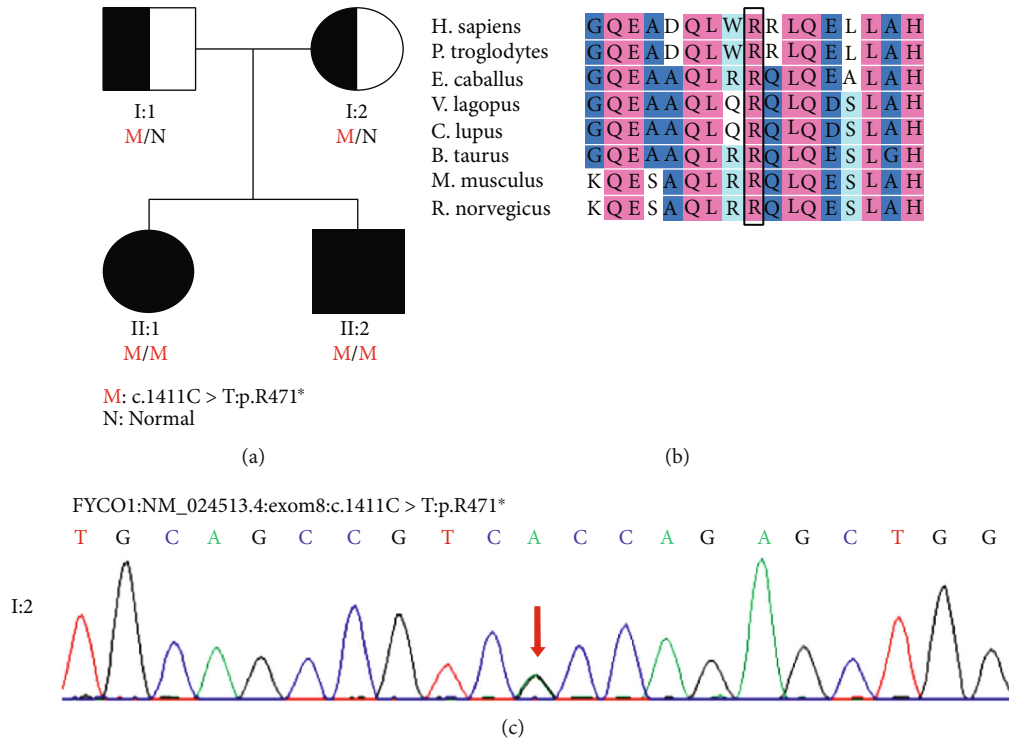 I:1
M/N
I:2
M/N
II:1
M/M
II:2
M/M
M: c.1411C > T:p.R471*
N: Normal
(a)
H. sapiens G Q E A D Q L W R R L Q E L L A H
P. troglodytes G Q E A D Q L W R R L Q E L L A H
E. caballus G Q E A A Q L R R Q L Q E A L A H
V. lagopus G Q E A A Q L Q R Q L Q D S L A H
C. lupus G Q E A A Q L Q R Q L Q D S L A H
B. taurus G Q E A A Q L R R Q L Q E S L G H
M. musculus K Q E S A Q L R R Q L Q E S L A H
R. norvegicus K Q E S A Q L R R Q L Q E S L A H
(b)
FYCO1:NM_024513.4:exom8:c.1411C > T:p.R471*
T G C A G C C G T C A C C A G A G C T G G
I:2
(c)